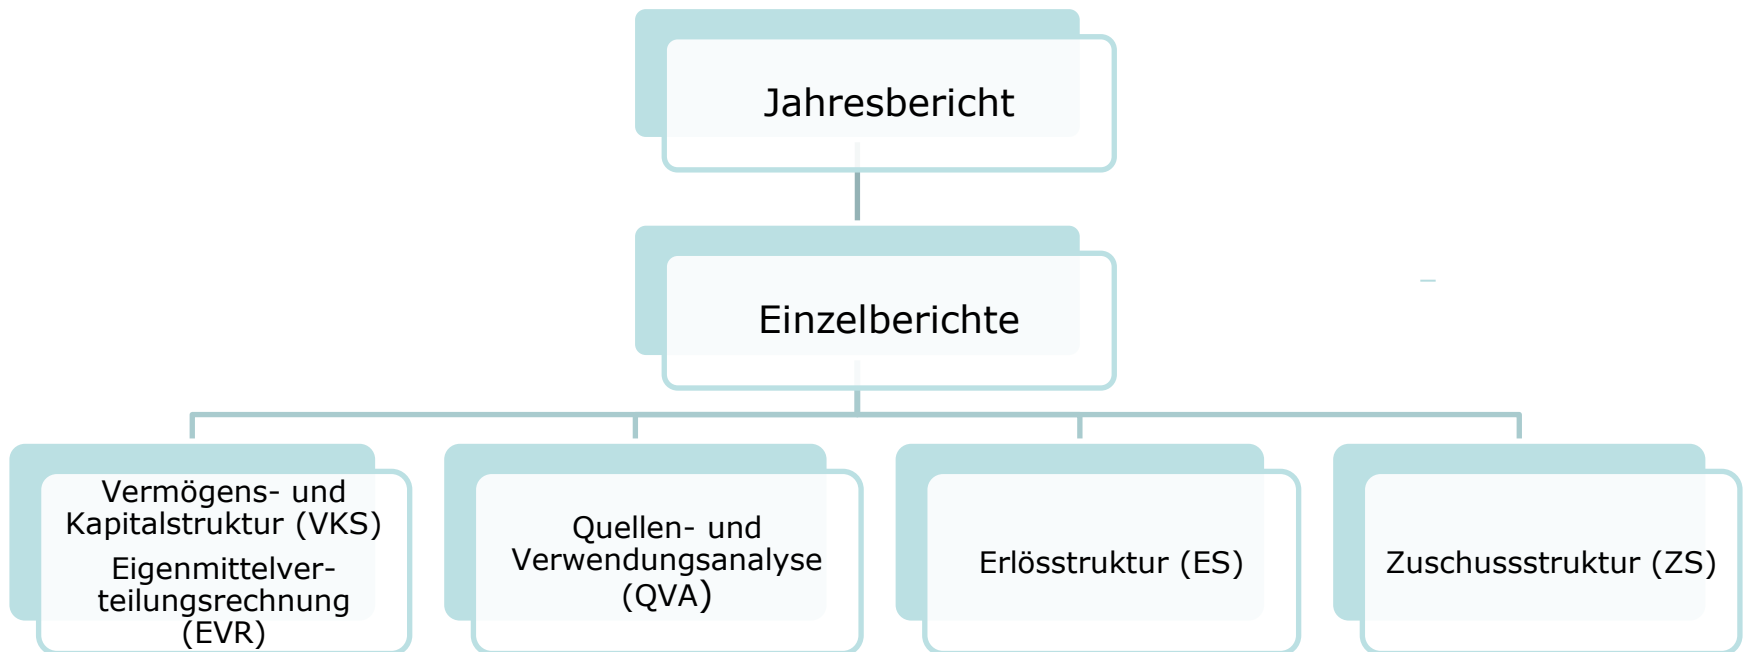 Jahresbericht
Einzelberichte
Vermögens- und
Kapitalstruktur (VKS)
Eigenmittelver-
teilungsrechnung
(EVR)
Quellen- und
Verwendungsanalyse
(QVA)
Erlösstruktur (ES)
Zuschussstruktur (ZS)